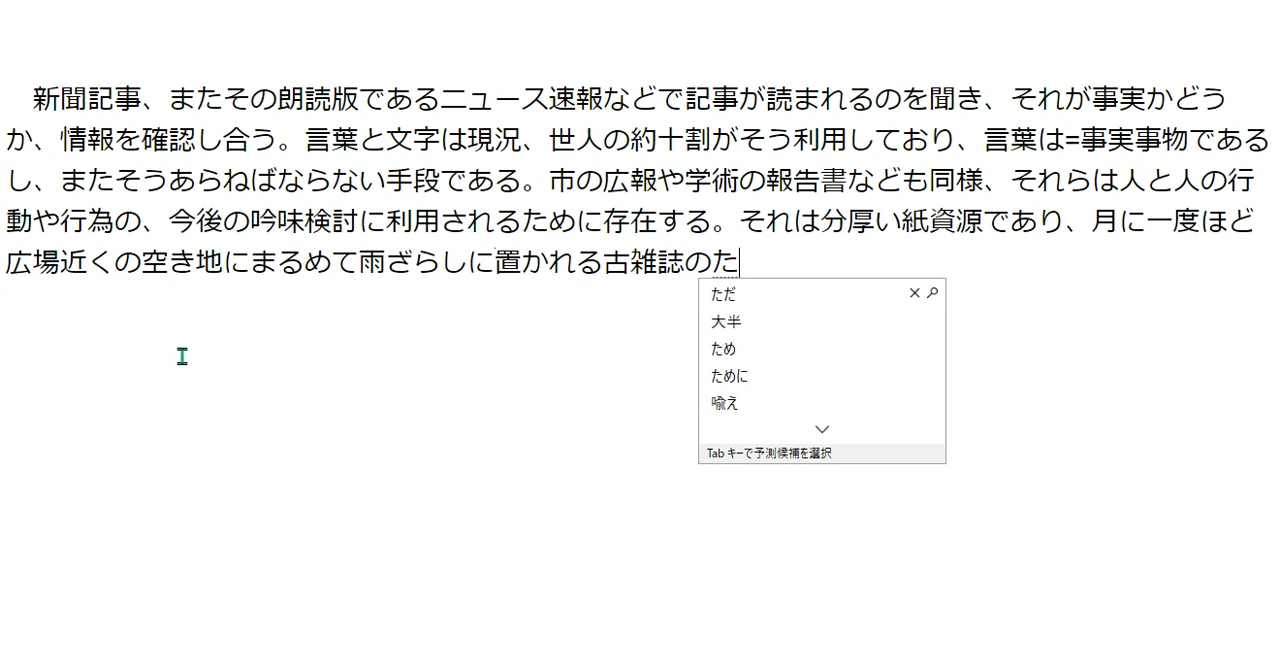 新聞記事、またその朗読版であるニュース速報などで記事が読まれるのを聞き、それが事実かどう
か、情報を確認し合う。言葉と文字は現況、世人の約十割がそう利用しており、言葉は=事実事物である
し、またそうあらねばならない手段である。市の広報や学術の報告書なども同様、それらは人と人の行
動や行為の、今後の吟味検討に利用されるために存在する。それは分厚い紙資源であり、月に一度ほど
広場近くの空き地にまるめて雨ざらしに置かれる古雑誌のた
ただ
大半
ため
ために
喩え
Tab キーで予測候補を選択